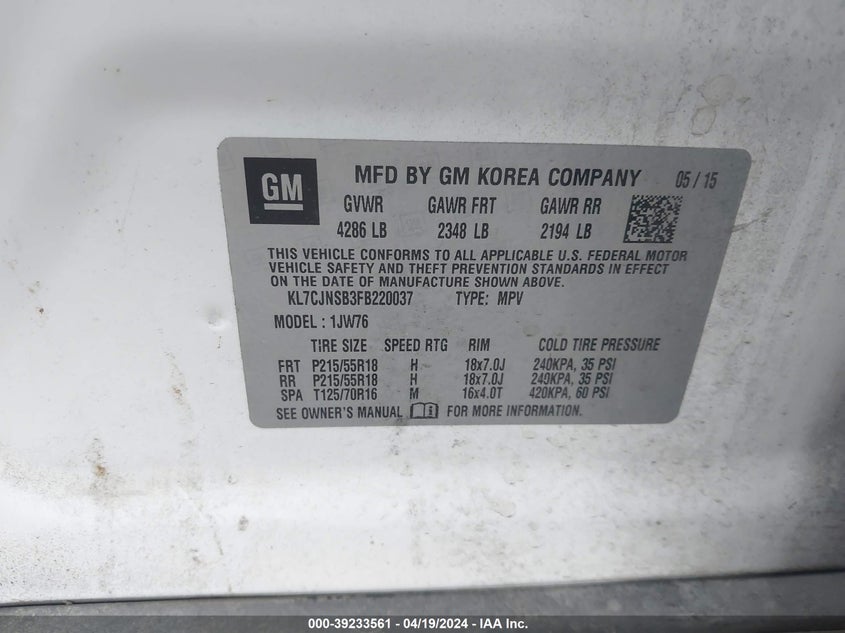 GM
MFD BY GM KOREA COMPANY 05 / 15
GVWR GAWR FRT GAWR RR
4286 LB 2348 LB 2194 LB
THIS VEHICLE CONFORMS TO ALL APPLICABLE U.S. FEDERAL MOTOR
VEHICLE SAFETY AND THEFT PREVENTION STANDARDS IN EFFECT
ON THE DATE OF MANUFACTURE SHOWN ABOVE.
KL7CJNSB3FB220037 TYPE: MPV
MODEL : 1JW76
TIRE SIZE SPEED RTG RIM COLD TIRE PRESSURE
FRT P215/55R18 H 18x7.0J 240KPA, 35 PSI
RR P215/55R18 H 18x7.0J 240KPA, 35 PSI
SPA T125/70R16 M 16x4.0T 420KPA, 60 PSI
SEE OWNER'S MANUAL FOR MORE INFORMATION.
8
000-39233561 - 04/19/2024 - IAA Inc.